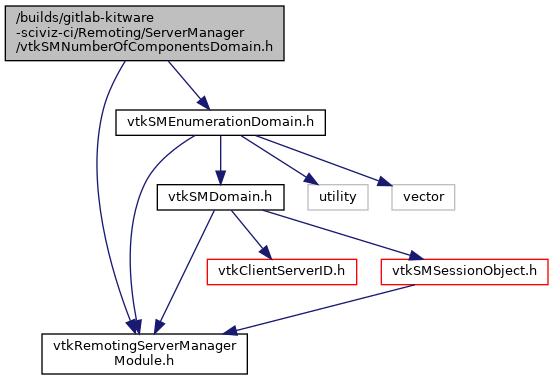 /builds/gitlab-kitware
-sciviz-ci/Remoting/ServerManager
/vtkSMNumberOfComponentsDomain.h
vtkSMEnumerationDomain.h
vtkSMDomain.h
utility
vector
vtkClientServerID.h
vtkSMSessionObject.h
vtkRemotingServerManager
Module.h